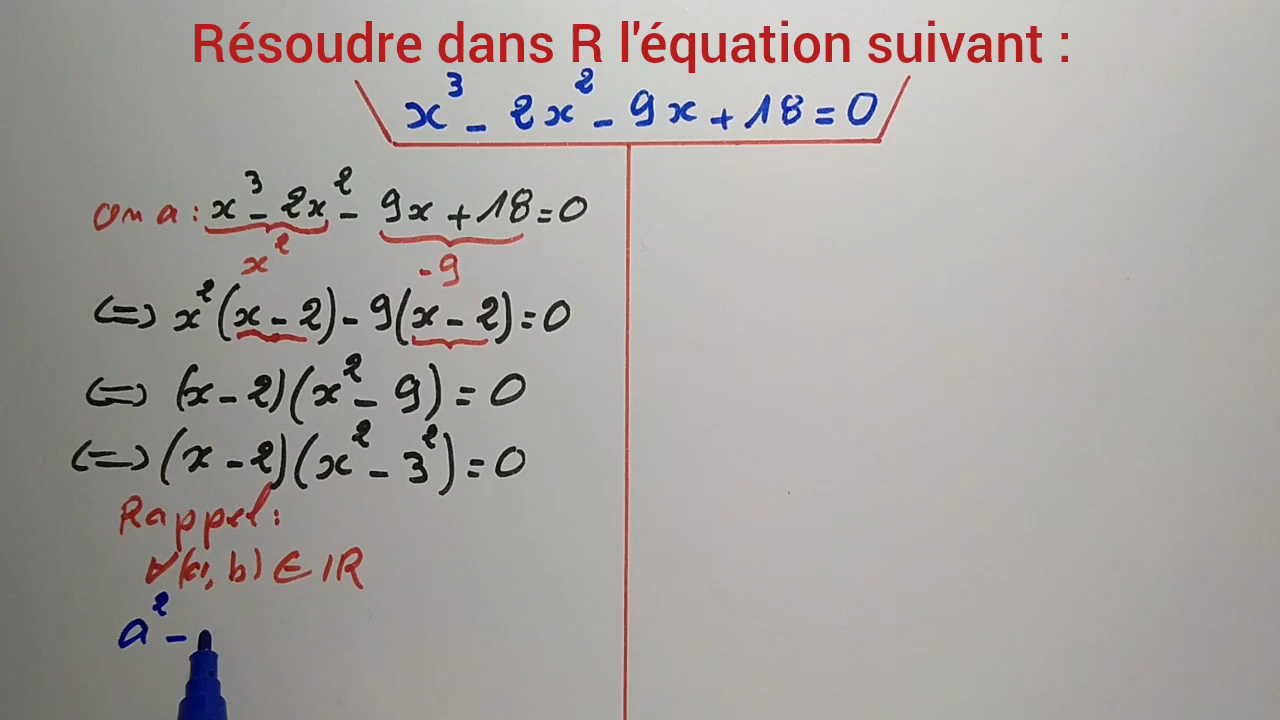 Résoudre dans R l'équation suivant :
x³ - 2x² - 9x + 18 = 0
on a : x³ - 2x² - 9x + 18 = 0
x² -9
⇔ x²(x - 2) - 9(x - 2) = 0
⇔ (x - 2)(x² - 9) = 0
⇔ (x - 2)(x² - 3²) = 0
Rappel :
∀(a, b) ∈ IR
a² -